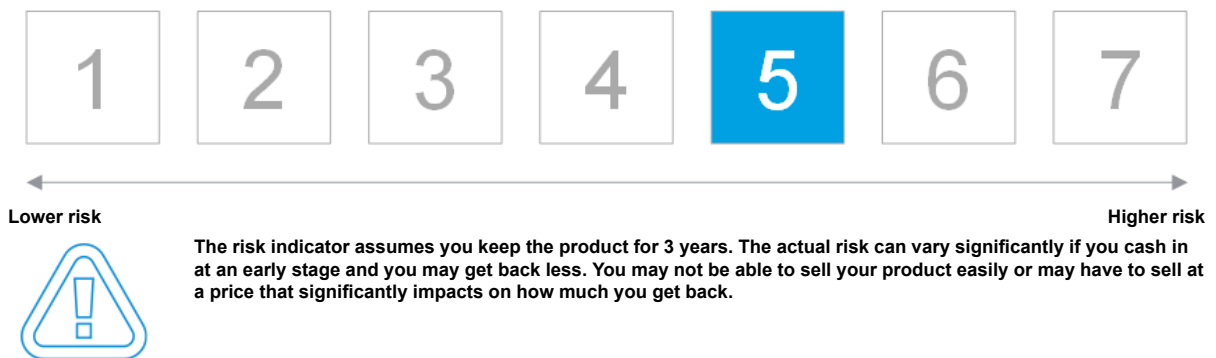 1 2 3 4 5 6 7
Lower risk Higher risk
The risk indicator assumes you keep the product for 3 years. The actual risk can vary significantly if you cash in
at an early stage and you may get back less. You may not be able to sell your product easily or may have to sell at
a price that significantly impacts on how much you get back.